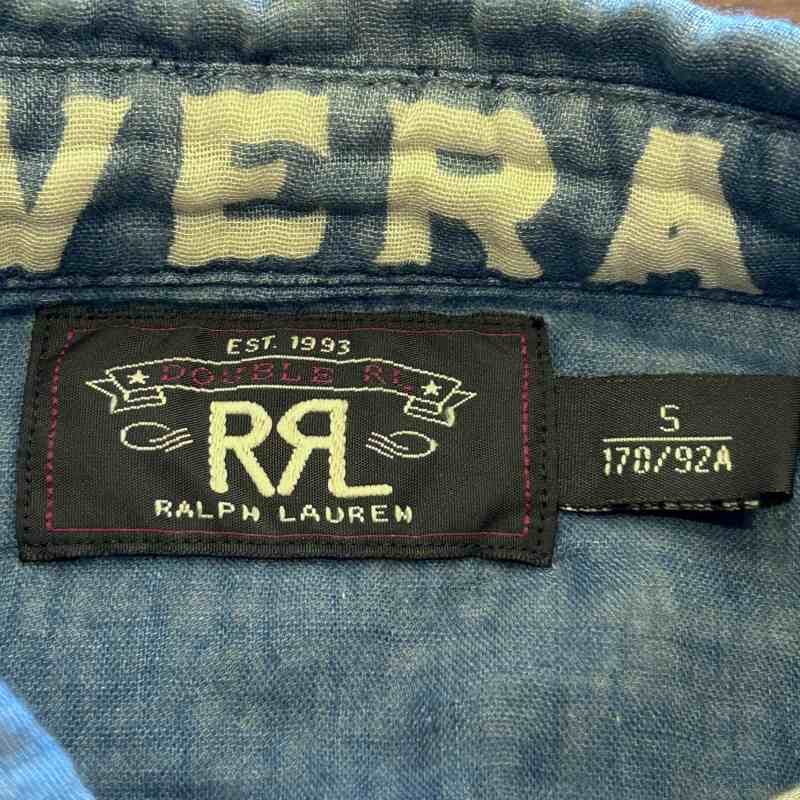 VERA
EST. 1993
DOUBLE RL
RRL
RALPH LAUREN
S
170/92A